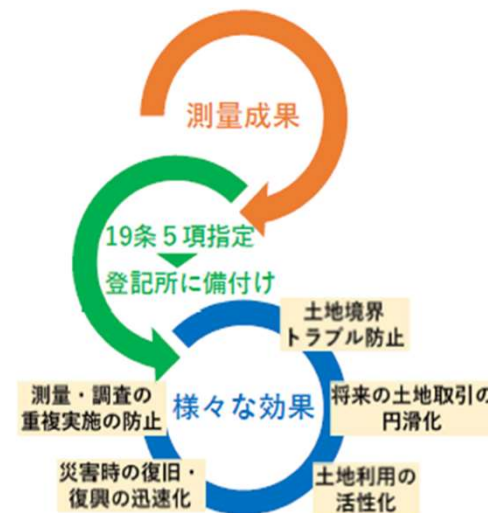 測量成果
19条5項指定
登記所に備付け
様々な効果
土地境界
トラブル防止
将来の土地取引の
円滑化
土地利用の
活性化
災害時の復旧・
復興の迅速化
測量・調査の
重複実施の防止